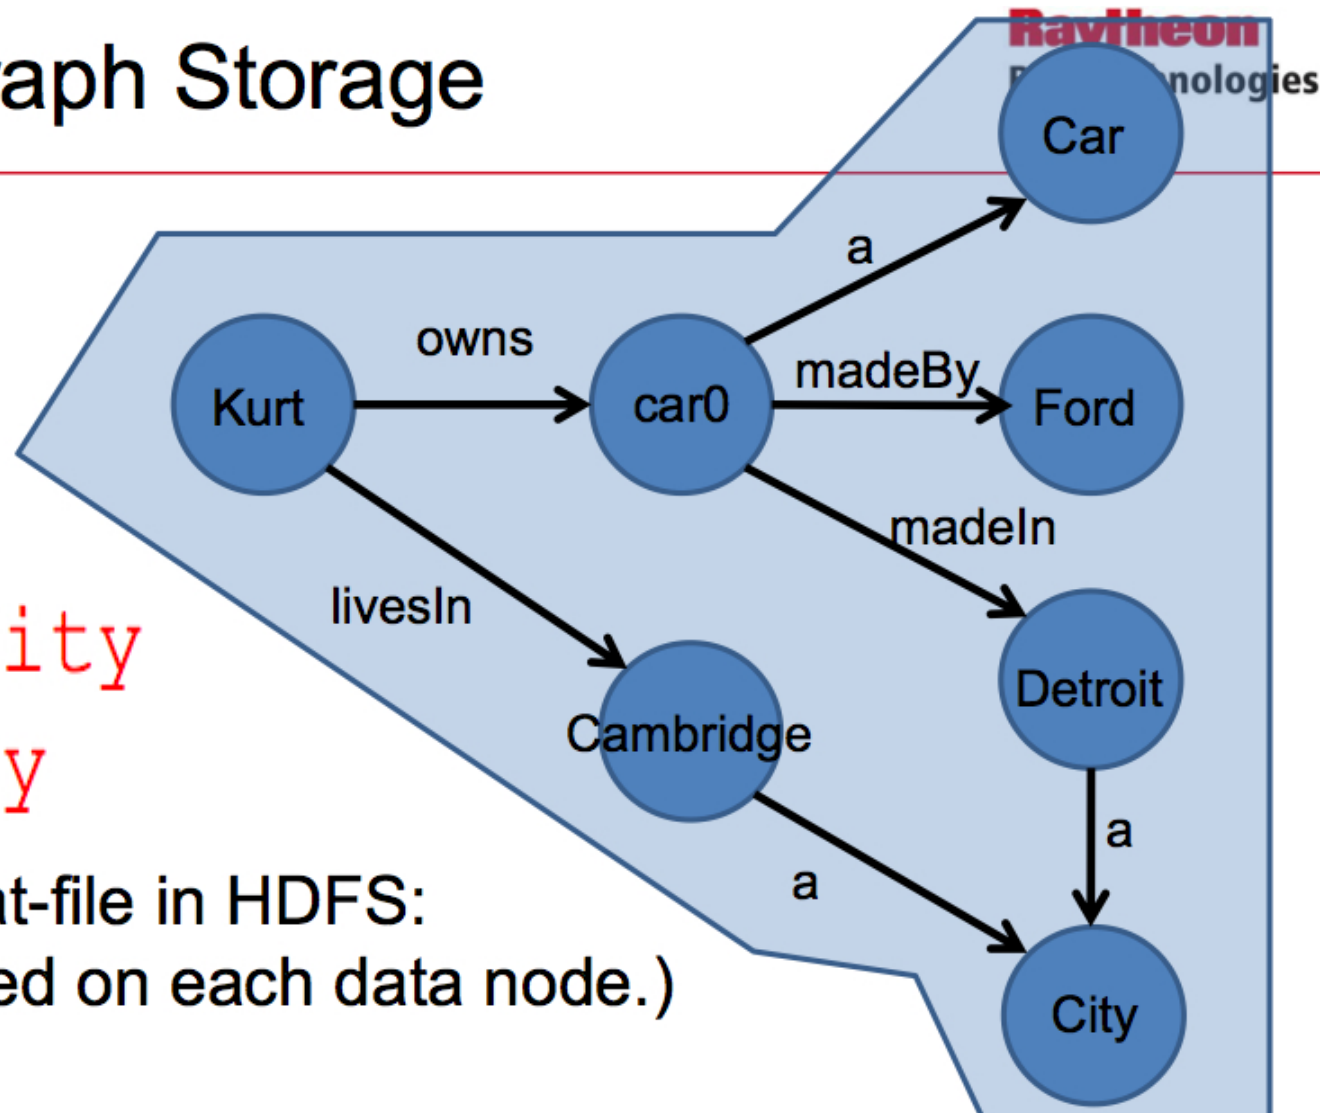 aph Storage
Raytheon
nologies
Car
a
owns
madeBy
Kurt
car0
Ford
madeIn
livesIn
ity
Detroit
Cambridge
y
a
a
at-file in HDFS:
ed on each data node.)
City